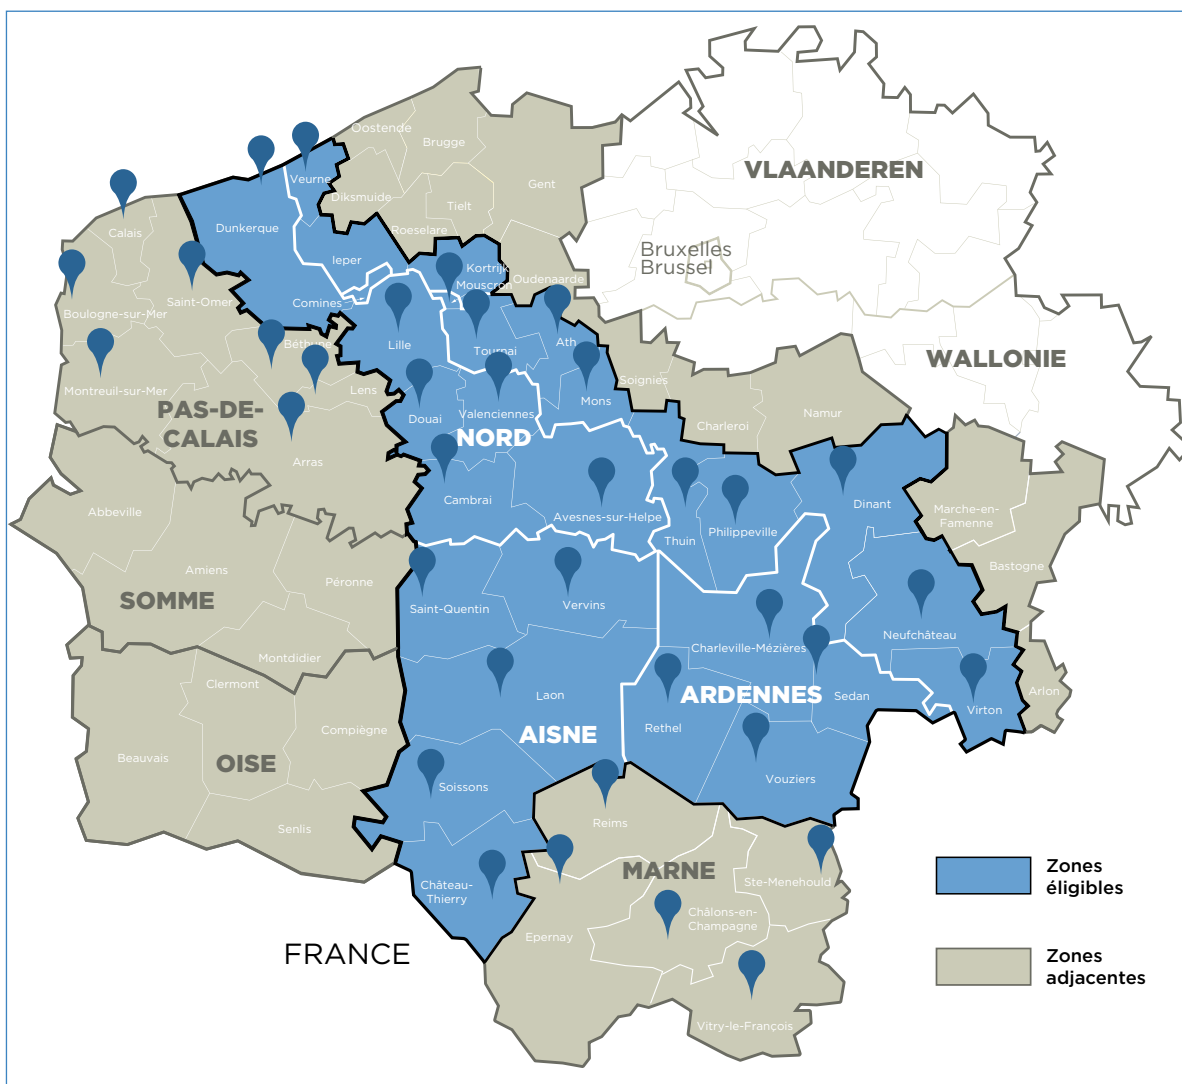 Oostende
Brugge
VLAANDEREN
Veurne
Gent
Diksmuide
Tielt
Calais
Dunkerque
Roeselare
Bruxelles
Brussel
Ieper
Kortrijk
Oudenaarde
Mouscron
Saint-Omer
Comines
Boulogne-sur-Mer
Béthune
Lille
Tournai
Ath
WALLONIE
Soignies
Montreuil-sur-Mer
Lens
Mons
PAS-DE-
CALAIS
Douai
Valenciennes
Charleroi
Namur
NORD
Arras
Cambrai
Dinant
Abbeville
Avesnes-sur-Helpe
Philippeville
Marche-en-
Famenne
Thuin
Bastogne
Amiens
Péronne
SOMME
Saint-Quentin
Vervins
Neufchâteau
Montdidier
Charleville-Mézières
Clermont
Laon
ARDENNES
Sedan
Arlon
Virton
Compiègne
AISNE
Rethel
Beauvais
OISE
Soissons
Vouziers
Senlis
Reims
MARNE
Château-
Thierry
Ste-Menehould
Châlons-en-
Champagne
Epernay
FRANCE
Vitry-le-François
Zones
éligibles
Zones
adjacentes